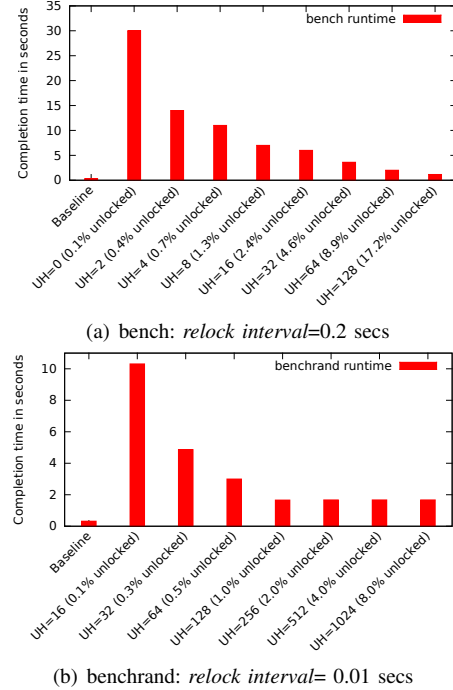 35
30
25
20
15
10
5
0
Completion time in seconds
bench runtime
Baseline
UH=0 (0.1% unlocked)
UH=2 (0.4% unlocked)
UH=4 (0.7% unlocked)
UH=8 (1.3% unlocked)
UH=16 (2.4% unlocked)
UH=32 (4.6% unlocked)
UH=64 (8.9% unlocked)
UH=128 (17.2% unlocked)
(a) bench: relock interval=0.2 secs
10
8
6
4
2
0
Completion time in seconds
benchrand runtime
Baseline
UH=16 (0.1% unlocked)
UH=32 (0.3% unlocked)
UH=64 (0.5% unlocked)
UH=128 (1.0% unlocked)
UH=256 (2.0% unlocked)
UH=512 (4.0% unlocked)
UH=1024 (8.0% unlocked)
(b) benchrand: relock interval= 0.01 secs